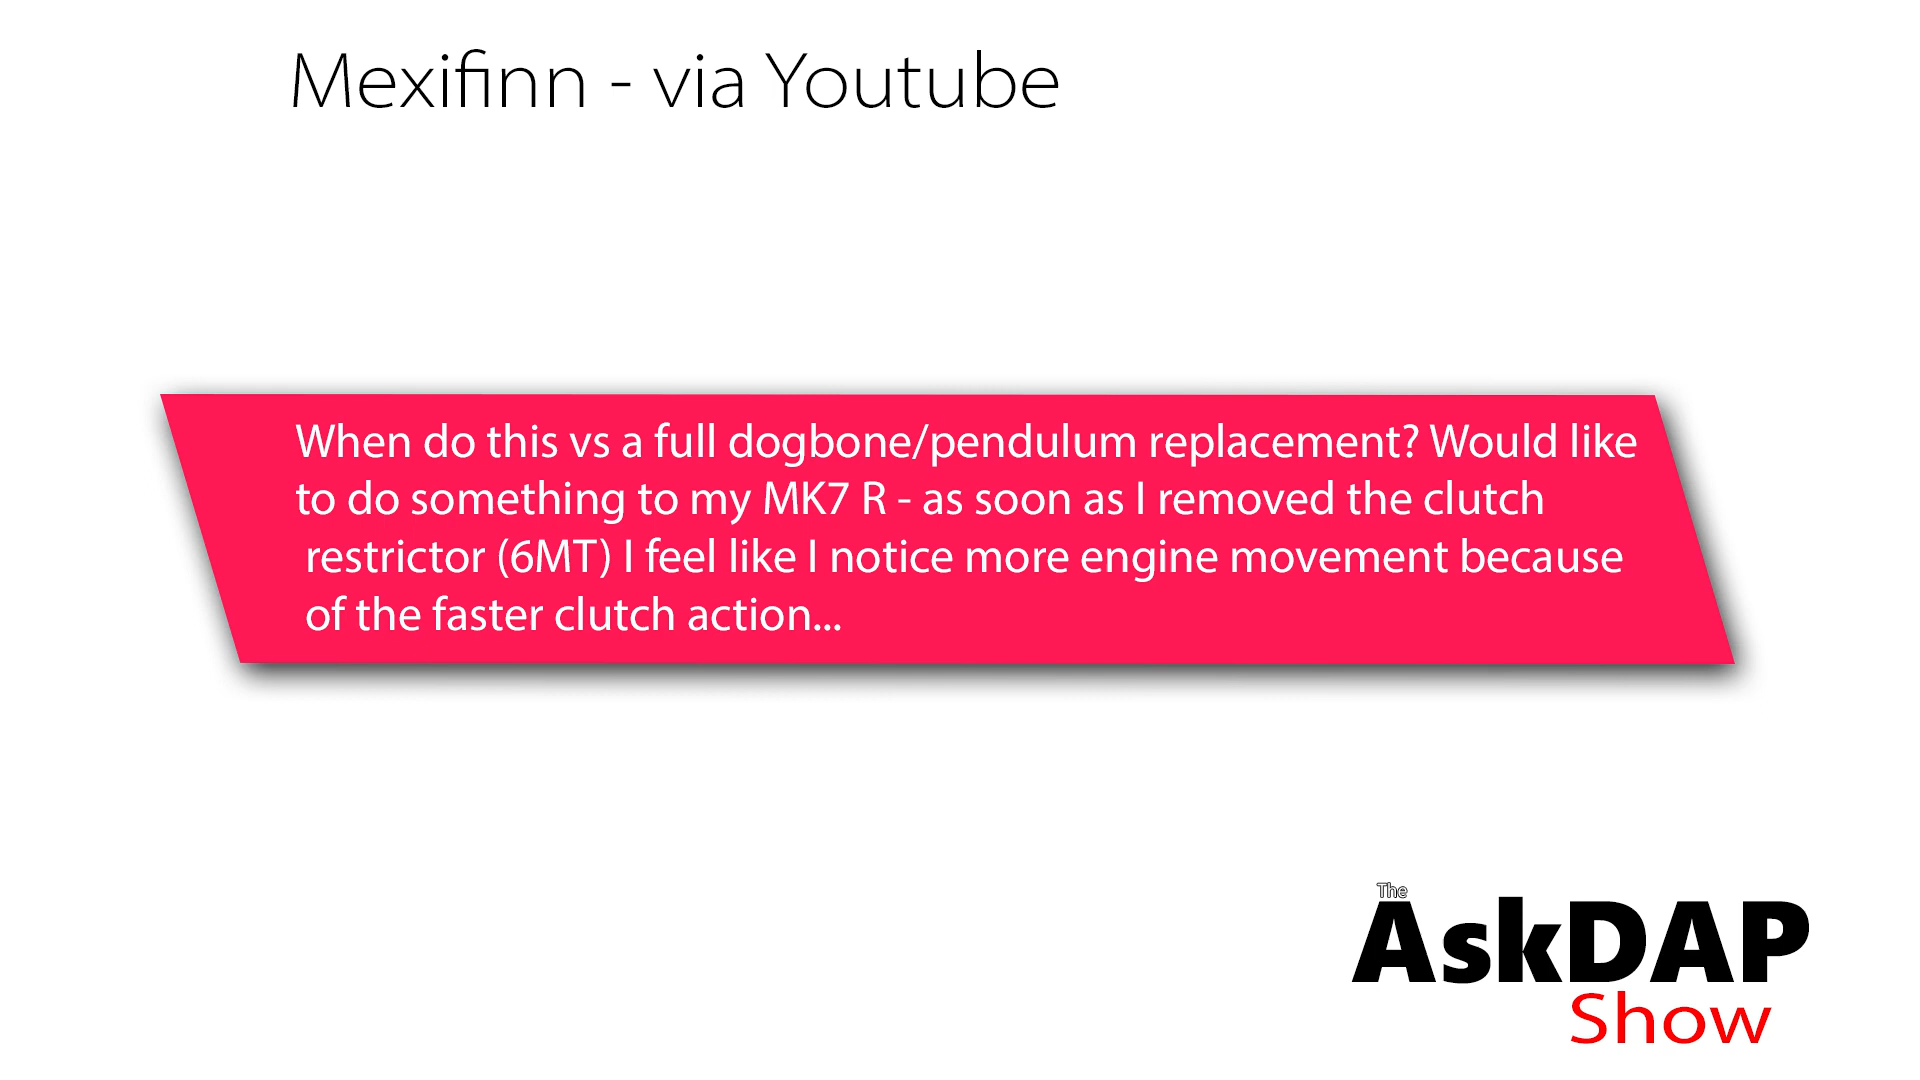 Mexifinn - via Youtube
When do this vs a full dogbone/pendulum replacement? Would like
to do something to my MK7 R - as soon as I removed the clutch
restrictor (6MT) I feel like I notice more engine movement because
of the faster clutch action...
The
AskDAP
Show